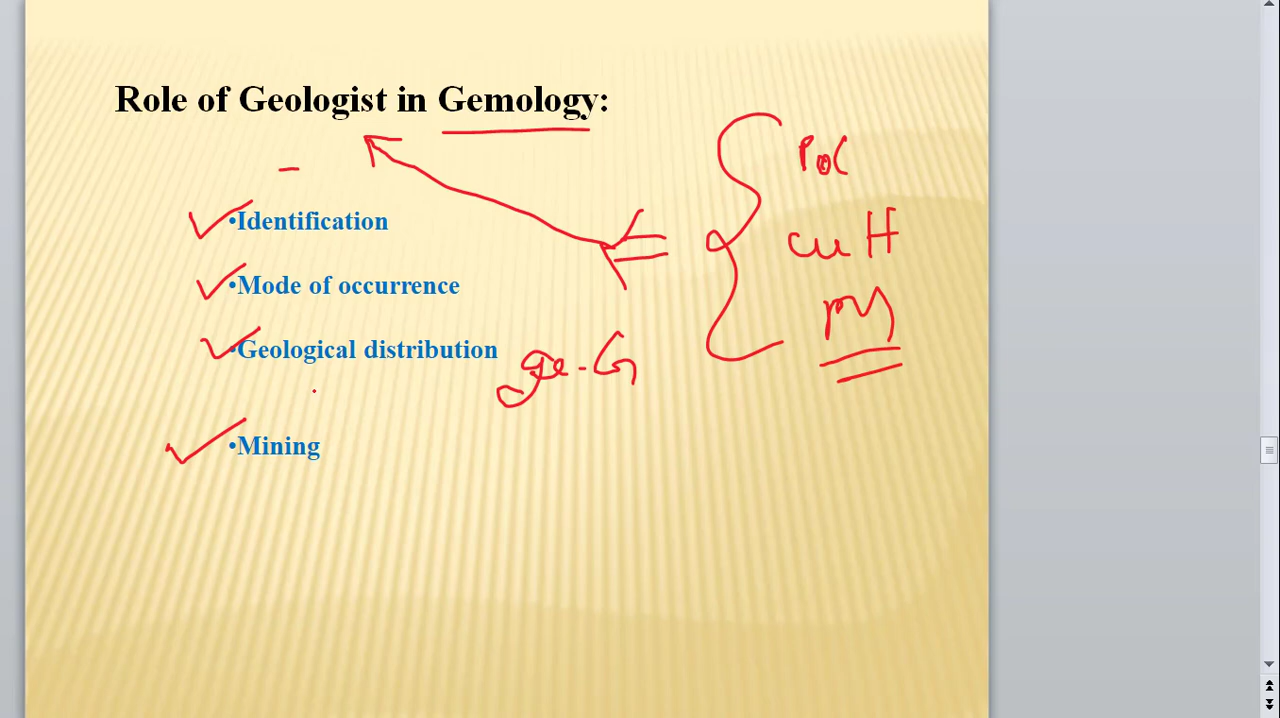 Role of Geologist in Gemology:
•Identification
•Mode of occurrence
•Geological distribution
•Mining